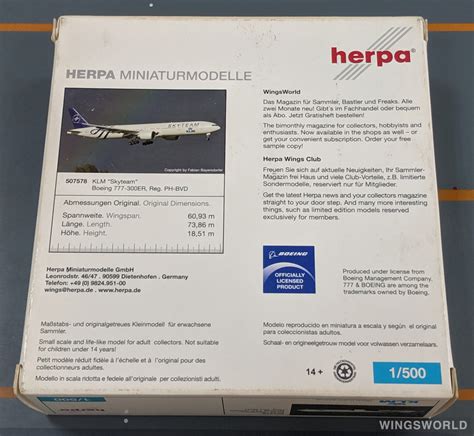 herpa
HERPA MINIATURMODELLE
SKYTEAM
Copyright by Fabian Bayersdorfer
507578 KLM "Skyteam"
Boeing 777-300ER, Reg. PH-BVD
Abmessungen Original. Original Dimensions.
Spannweite. Wingspan. 60,93 m
Länge. Length. 73,86 m
Höhe. Height. 18,51 m
Herpa Miniaturmodelle GmbH
Leonrodstr. 46/47 . 90599 Dietenhofen . Germany
Telefon: +49 (0) 9824.951-00
wings@herpa.de . www.herpa.de
WingsWorld
Das Magazin für Sammler, Bastler und Freaks. Alle
zwei Monate neu! Gibt's im Fachhandel oder bequem
als Abo. Jetzt Gratisheft bestellen!
The bimonthly magazine for collectors, hobbyists and
enthusiasts. Now available in the shops as well – or
get your convenient subscription. Order your free
sample copy!
Herpa Wings Club
Freuen Sie sich auf aktuelle Neuigkeiten, Ihr Sammler-
Magazin frei Haus und viele Club-Vorteile, z.B. limitierte
Sondermodelle, reserviert nur für Mitglieder.
Get the latest Herpa news and your collectors magazine
straight to your door step. And many more interesting
things, such as limited edition models reserved
exclusively for members.
BOEING
OFFICIALLY
LICENSED
PRODUCT
Produced under license from
Boeing Management Company.
777 & BOEING are among the
trademarks owned by Boeing.
Maßstabs- und originalgetreues Kleinmodell für erwachsene
Sammler.
Small scale and life-like model for adult collectors. Not suitable
for children under 14 years!
Petit modèle réduit fidèle à l'échelle et à l'original pour des
collectionneurs adultes.
Modello in scala ridotta e fedele all'originale per collezionisti adulti.
Modelo reproducido en miniatura a escala y según el original
para coleccionistas adultos.
Schaal- en origineelgetrouw model voor volwassen verzamelaars.
14+
1/500
WINGSWORLD